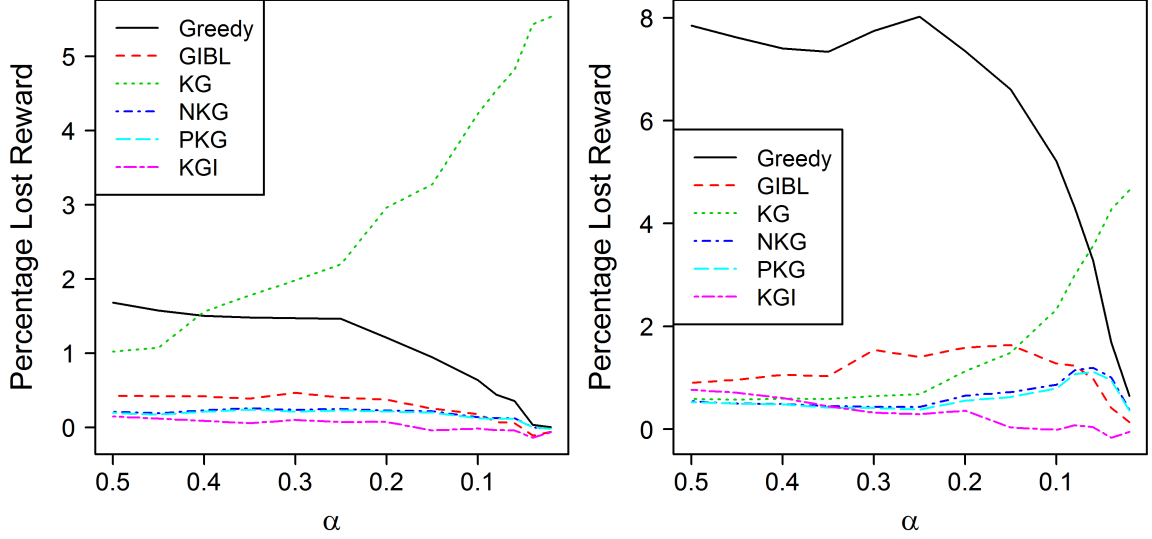 Percentage Lost Reward
5
4
3
2
1
0
Greedy
GIBL
KG
NKG
PKG
KGI
0.5 0.4 0.3 0.2 0.1
α
Percentage Lost Reward
8
6
4
2
0
Greedy
GIBL
KG
NKG
PKG
KGI
0.5 0.4 0.3 0.2 0.1
α